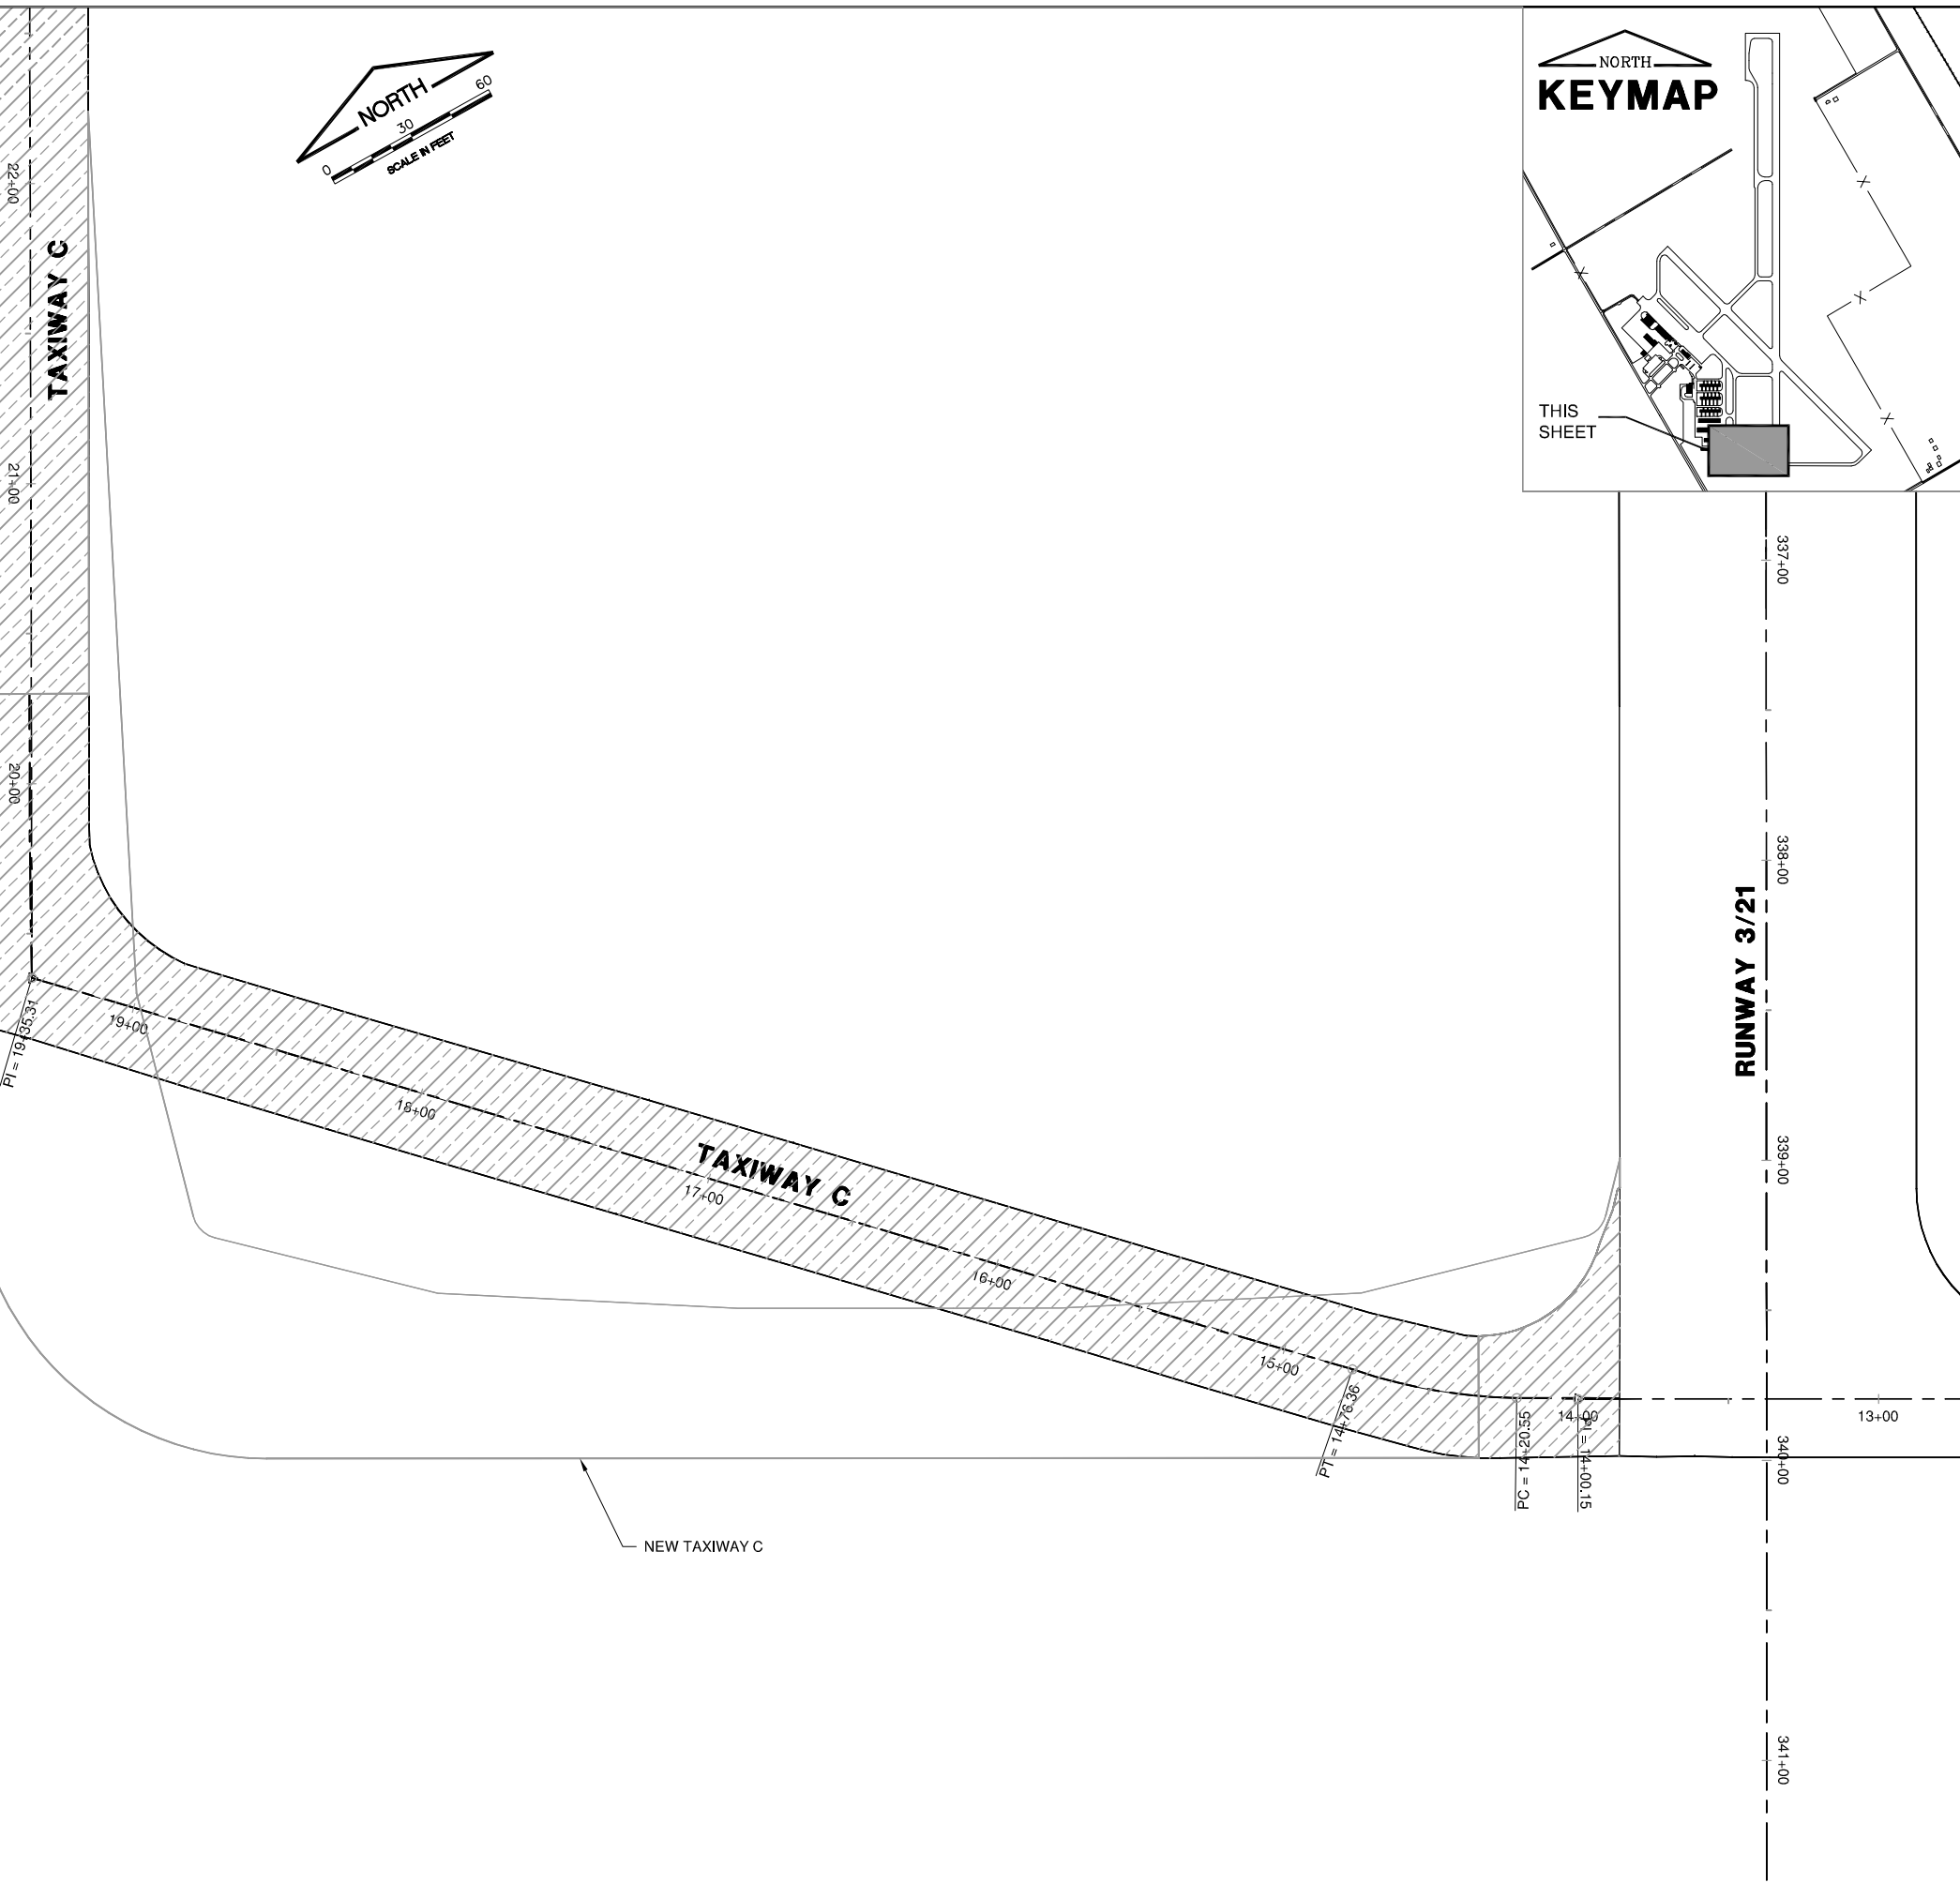 NORTH
0 30 60
SCALE IN FEET
NORTH
KEYMAP
THIS
SHEET
22+00
TAXIWAY C
21+00
20+00
PI = 19+35.31
19+00
18+00
TAXIWAY C
17+00
16+00
15+00
PT = 14+76.36
PC = 14+20.55
14+00
PI = 14+00.15
13+00
337+00
338+00
RUNWAY 3/21
339+00
340+00
341+00
NEW TAXIWAY C
X
X
X
X